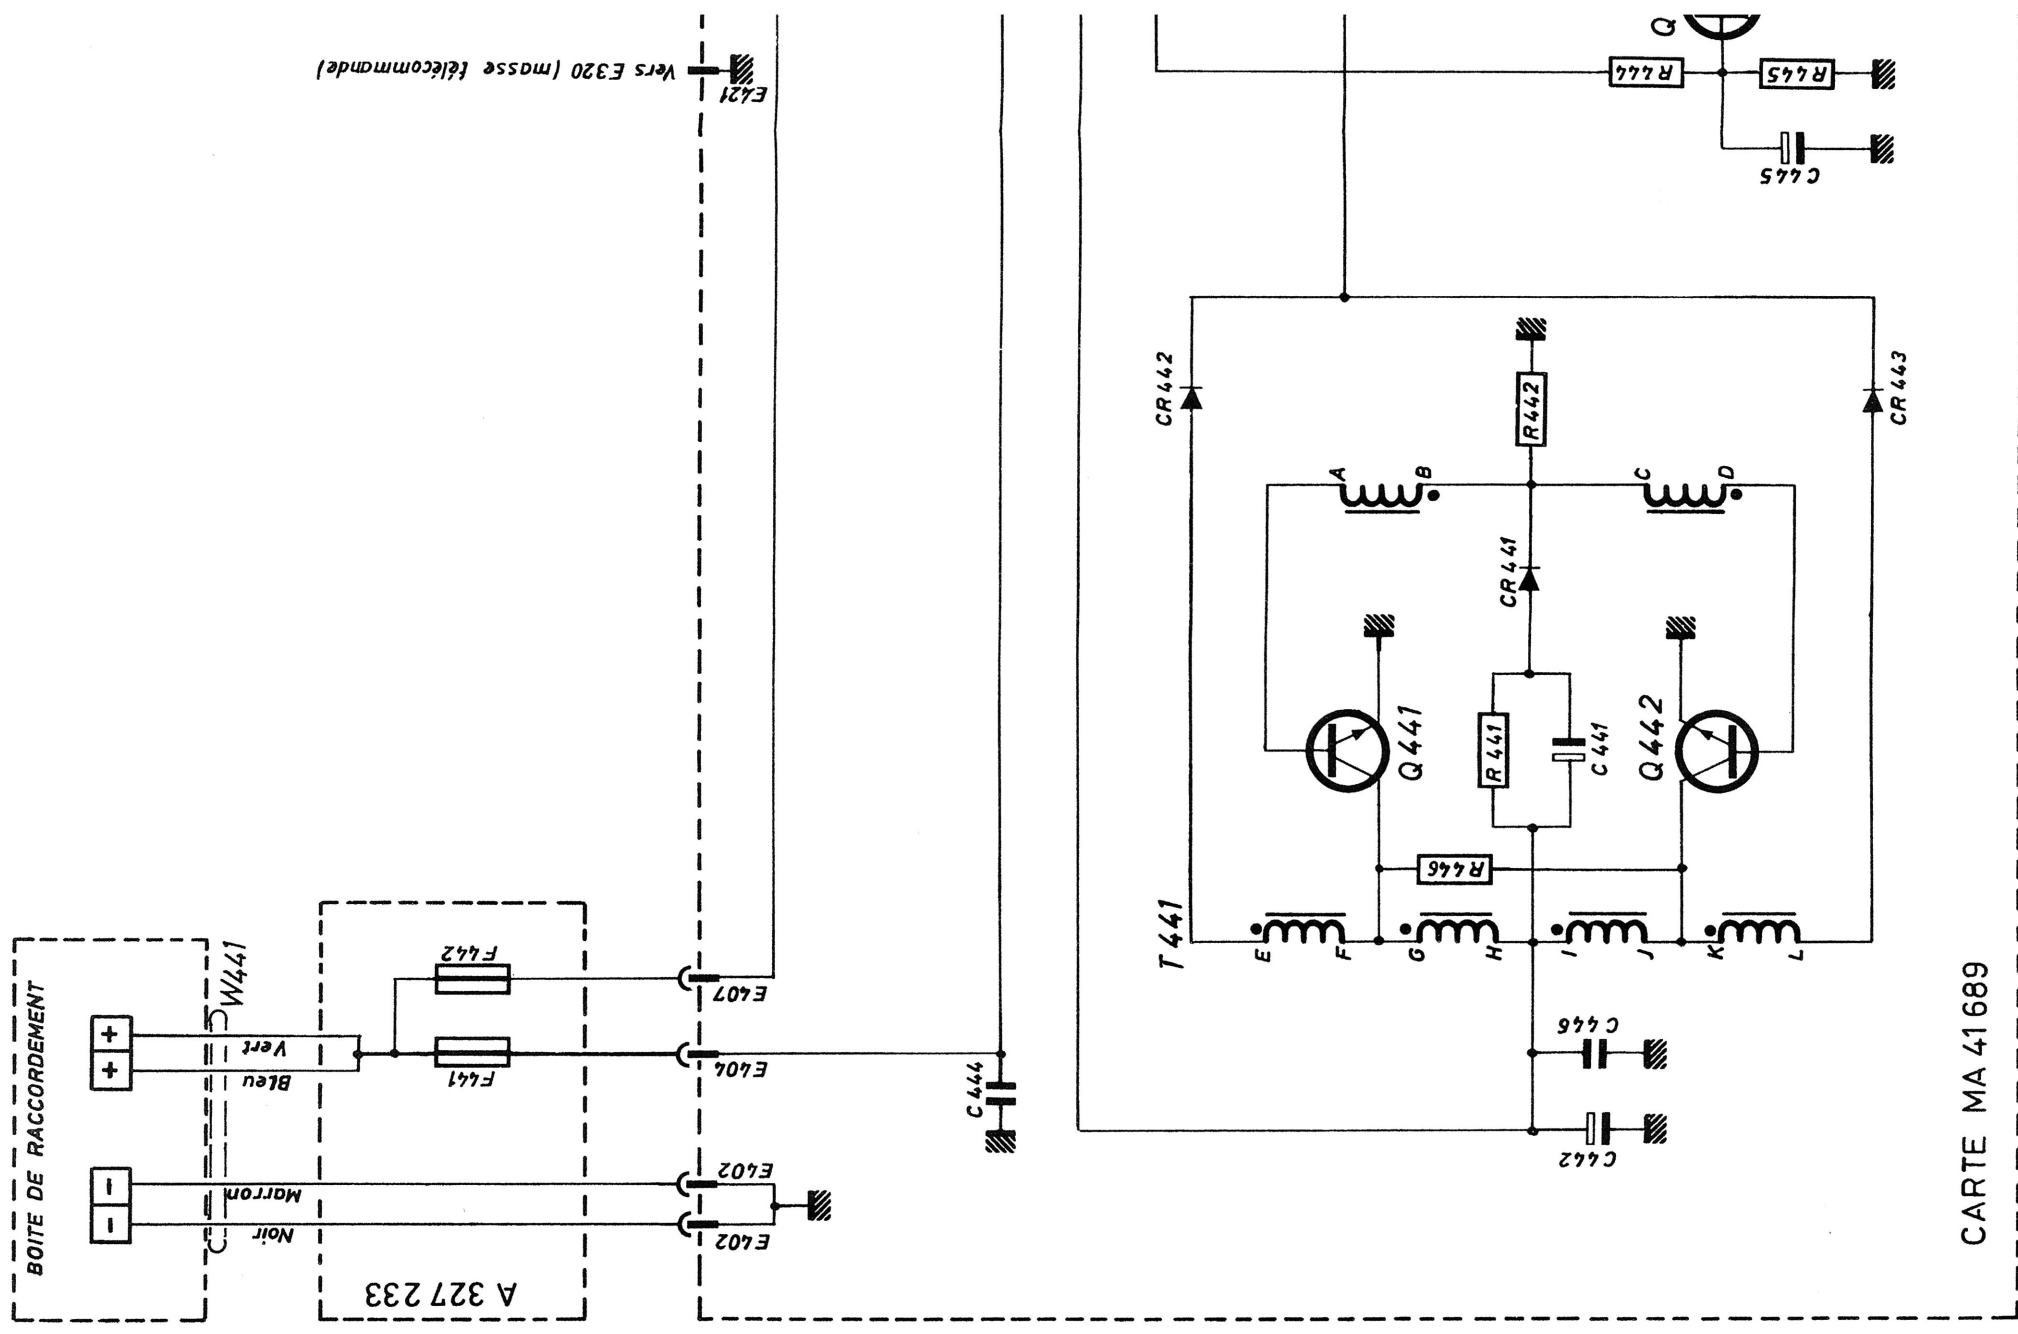 Vers E320 (masse télécommande)
E421
Q
R444
R445
C445
CR442
CR443
R442
A
B
C
D
CR441
Q441
R441
C441
Q442
R446
T441
E
F
G
H
I
J
K
L
C446
C442
C444
BOITE DE RACCORDEMENT
+
+
−
−
W441
Vert
Bleu
Marron
Noir
F442
F441
A 327 233
E407
E404
E402
E402
CARTE MA 41689